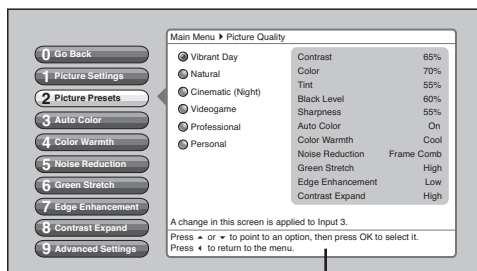 Main Menu ▶ Picture Quality
0 Go Back
1 Picture Settings
2 Picture Presets
3 Auto Color
4 Color Warmth
5 Noise Reduction
6 Green Stretch
7 Edge Enhancement
8 Contrast Expand
9 Advanced Settings
Vibrant Day
Natural
Cinematic (Night)
Videogame
Professional
Personal
Contrast 65%
Color 70%
Tint 55%
Black Level 60%
Sharpness 55%
Auto Color On
Color Warmth Cool
Noise Reduction Frame Comb
Green Stretch High
Edge Enhancement Low
Contrast Expand High
A change in this screen is applied to Input 3.
Press ▲ or ▼ to point to an option, then press OK to select it.
Press ◀ to return to the menu.